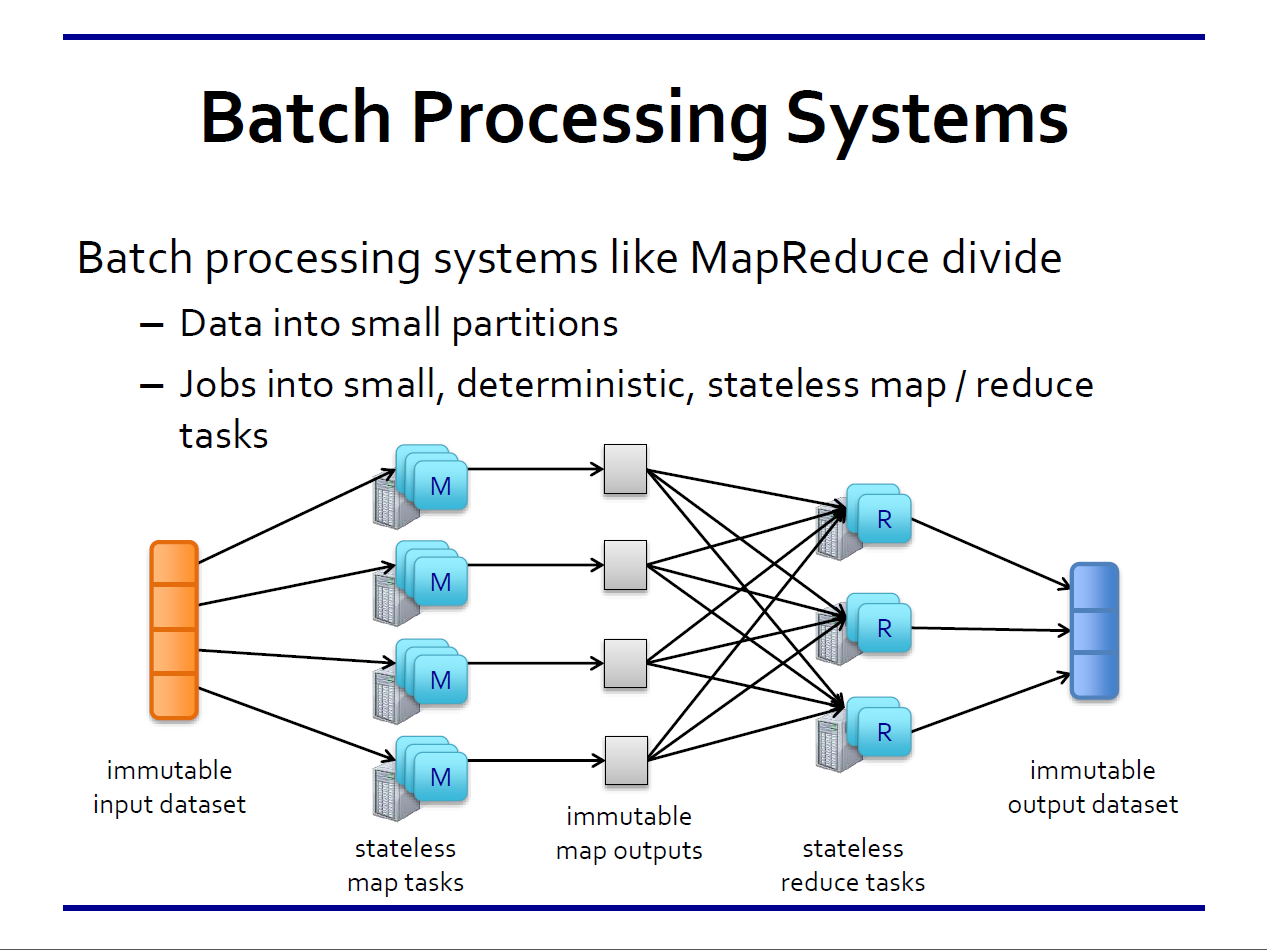 Batch Processing Systems
Batch processing systems like MapReduce divide
– Data into small partitions
– Jobs into small, deterministic, stateless map / reduce
tasks
M
M
M
M
R
R
R
immutable
input dataset
stateless
map tasks
immutable
map outputs
stateless
reduce tasks
immutable
output dataset